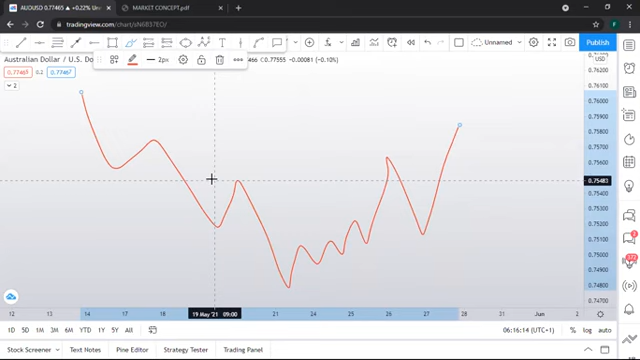 AUDUSD 0.77465 ▲ +0.22% Unnam
MARKET CONCEPT.pdf
tradingview.com/chart/sN6R37EO/
Unnamed
Publish
Australian Dollar / U.S. Do
2px
466 C0.77555 −0.00081 (−0.10%)
USD
0.77465 0.2 0.77467
2
0.76200
0.76100
0.76000
0.75900
0.75800
0.75700
0.75600
0.75483
0.75400
0.75300
0.75200
0.75100
0.75000
0.74900
0.74800
0.74700
12 14 17 18 19 May '21 09:00 21 24 25 26 27 28 Jun
1D 5D 1M 3M 6M YTD 1Y 5Y All
06:16:14 (UTC+1) % log auto
Stock Screener Text Notes Pine Editor Strategy Tester Trading Panel